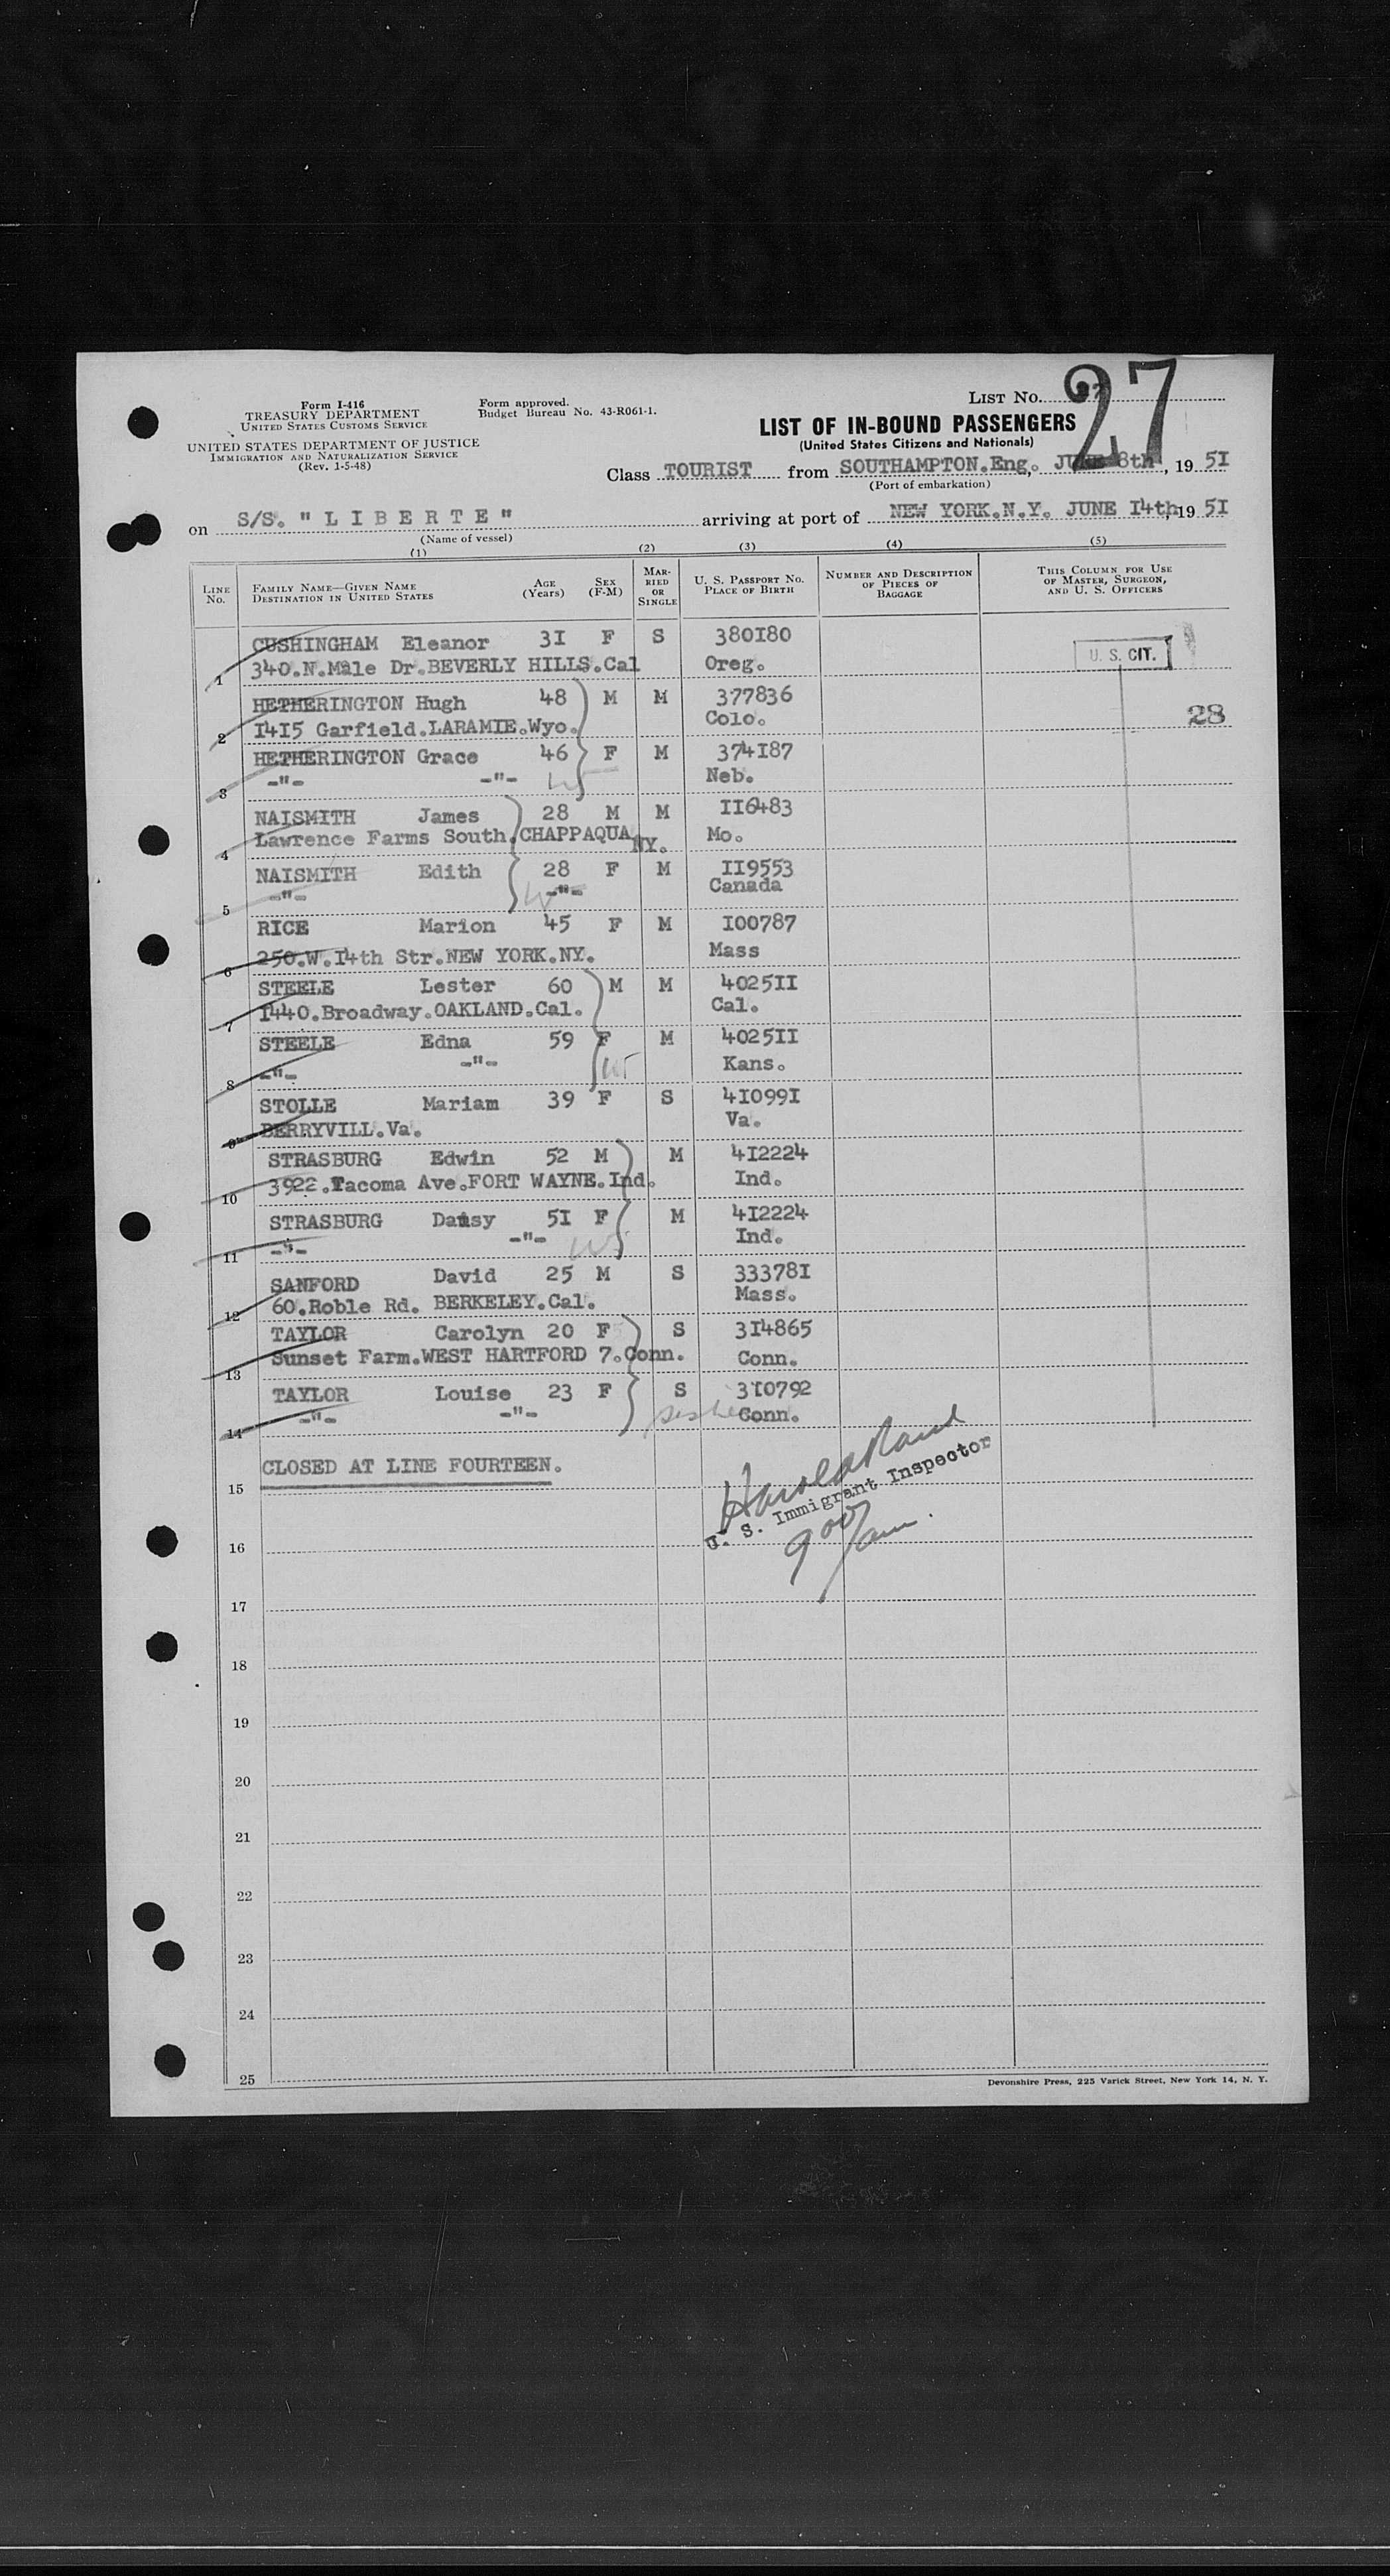 Form I-416
TREASURY DEPARTMENT
UNITED STATES CUSTOMS SERVICE
UNITED STATES DEPARTMENT OF JUSTICE
IMMIGRATION AND NATURALIZATION SERVICE
(Rev. 1-5-48)
Form approved.
Budget Bureau No. 43-R061-1.
LIST NO. 27
LIST OF IN-BOUND PASSENGERS
(United States Citizens and Nationals)
Class TOURIST from SOUTHAMPTON.Eng. JUNE 8th, 1951
(Port of embarkation)
on S/S. "LIBERTE" arriving at port of NEW YORK.N.Y. JUNE 14th, 1951
(Name of vessel)
(1) (2) (3) (4) (5)
LINE NO. FAMILY NAME—GIVEN NAME DESTINATION IN UNITED STATES AGE (Years) SEX (F-M) MARRIED OR SINGLE U. S. PASSPORT NO. PLACE OF BIRTH NUMBER AND DESCRIPTION OF PIECES OF BAGGAGE THIS COLUMN FOR USE OF MASTER, SURGEON, AND U. S. OFFICERS
CUSHINGHAM Eleanor 31 F S 380180
1 340.N.Male Dr.BEVERLY HILLS.Cal Oreg. U. S. CIT.
HETHERINGTON Hugh 48 M M 377836
2 1415 Garfield.LARAMIE.Wyo. Colo. 28
HETHERINGTON Grace 46 F M 374187
3 -"- -"- Neb.
NAISMITH James 28 M M 116483
4 Lawrence Farms South.CHAPPAQUA NY. Mo.
NAISMITH Edith 28 F M 119553
5 -"- -"- Canada
RICE Marion 45 F M 100787
6 250.W.14th Str.NEW YORK.NY. Mass
STEELE Lester 60 M M 402511
7 1440.Broadway.OAKLAND.Cal. Cal.
STEELE Edna 59 F M 402511
8 -"- -"- Kans.
STOLLE Mariam 39 F S 410991
9 BERRYVILL.Va. Va.
STRASBURG Edwin 52 M M 412224
10 3922.Tacoma Ave.FORT WAYNE.Ind. Ind.
STRASBURG Daisy 51 F M 412224
11 -"- -"- Ind.
SANFORD David 25 M S 333781
12 60.Roble Rd. BERKELEY.Cal. Mass.
TAYLOR Carolyn 20 F S 314865
13 Sunset Farm.WEST HARTFORD 7.Conn. Conn.
TAYLOR Louise 23 F S 310792
14 -"- -"- Conn.
15 CLOSED AT LINE FOURTEEN.
U. S. Immigrant Inspector
900 am.
16
17
18
19
20
21
22
23
24
25
Devonshire Press, 225 Varick Street, New York 14, N. Y.